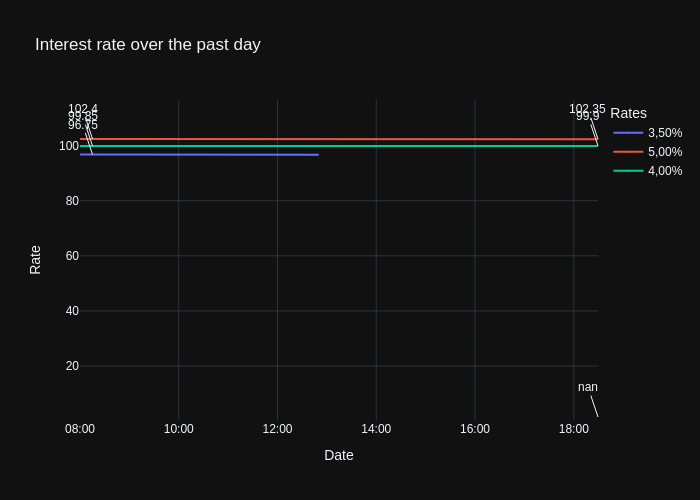 Interest rate over the past day
102.4
99.85
96.75
102.35
99.9
Rates
3,50%
5,00%
4,00%
100
80
60
40
20
Rate
nan
08:00 10:00 12:00 14:00 16:00 18:00
Date